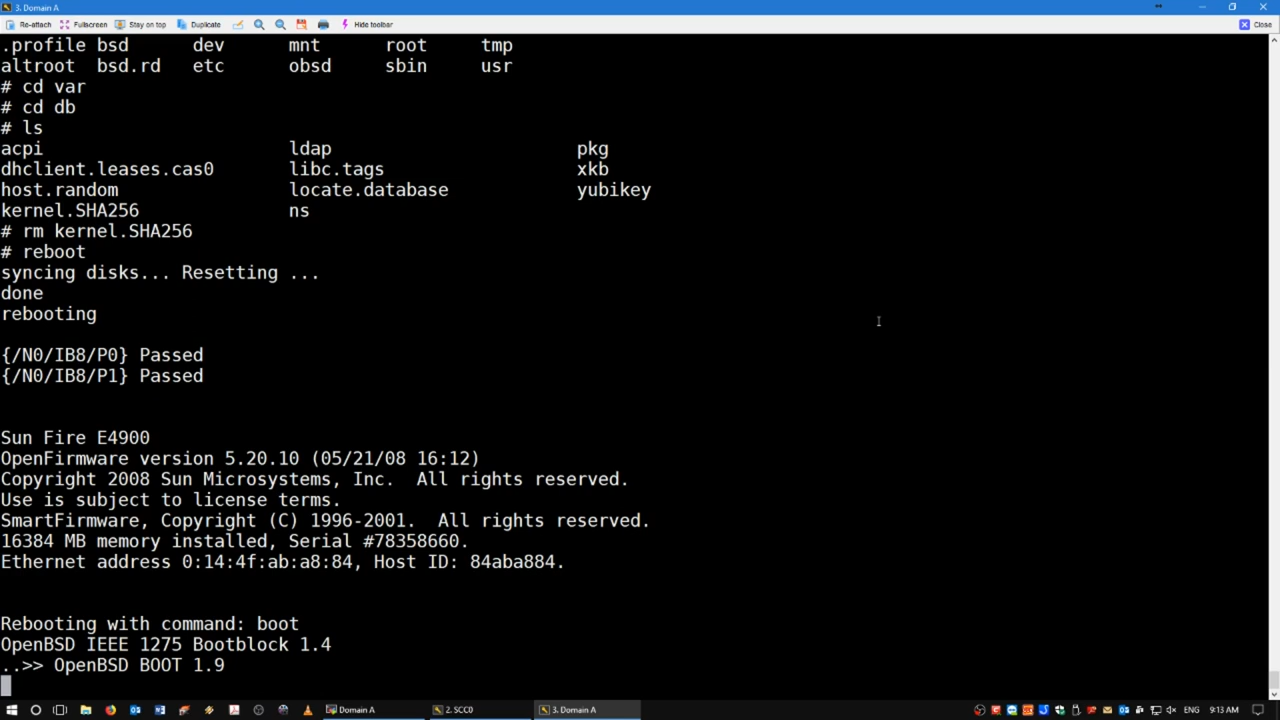 3. Domain A
Re-attach Fullscreen Stay on top Duplicate Hide toolbar Close
.profile bsd dev mnt root tmp
altroot bsd.rd etc obsd sbin usr
# cd var
# cd db
# ls
acpi ldap pkg
dhclient.leases.cas0 libc.tags xkb
host.random locate.database yubikey
kernel.SHA256 ns
# rm kernel.SHA256
# reboot
syncing disks... Resetting ...
done
rebooting
{/N0/IB8/P0} Passed
{/N0/IB8/P1} Passed
Sun Fire E4900
OpenFirmware version 5.20.10 (05/21/08 16:12)
Copyright 2008 Sun Microsystems, Inc.  All rights reserved.
Use is subject to license terms.
SmartFirmware, Copyright (C) 1996-2001.  All rights reserved.
16384 MB memory installed, Serial #78358660.
Ethernet address 0:14:4f:ab:a8:84, Host ID: 84aba884.
Rebooting with command: boot
OpenBSD IEEE 1275 Bootblock 1.4
..>> OpenBSD BOOT 1.9
Domain A 2. SCC0 3. Domain A ENG 9:13 AM